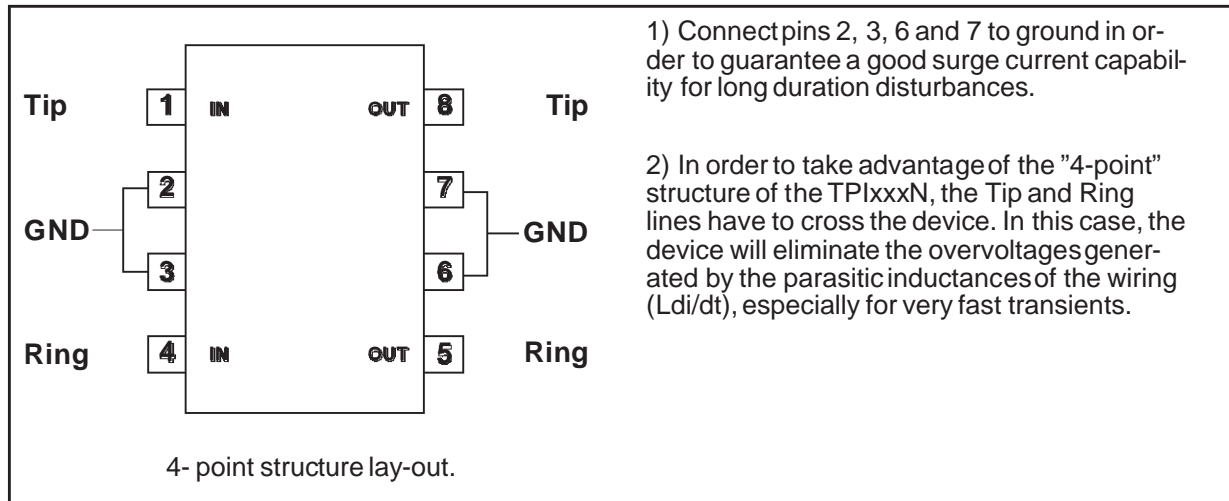 Tip 1 IN OUT 8 Tip
2 7
GND GND
3 6
Ring 4 IN OUT 5 Ring
4- point structure lay-out.
1) Connect pins 2, 3, 6 and 7 to ground in or-
der to guarantee a good surge current capabil-
ity for long duration disturbances.
2) In order to take advantage of the "4-point"
structure of the TPIxxxN, the Tip and Ring
lines have to cross the device. In this case, the
device will eliminate the overvoltages gener-
ated by the parasitic inductances of the wiring
(Ldi/dt), especially for very fast transients.